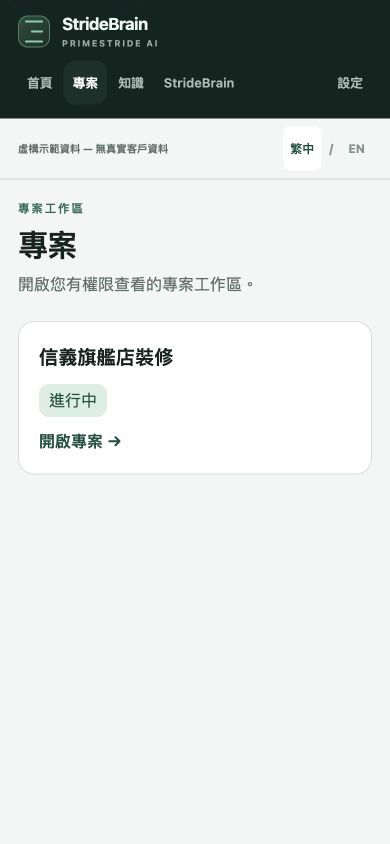 StrideBrain
PRIMESTRIDE AI
首頁 專案 知識 StrideBrain 設定
虛構示範資料 — 無真實客戶資料 繁中 / EN
專案工作區
專案
開啟您有權限查看的專案工作區。
信義旗艦店裝修
進行中
開啟專案 →